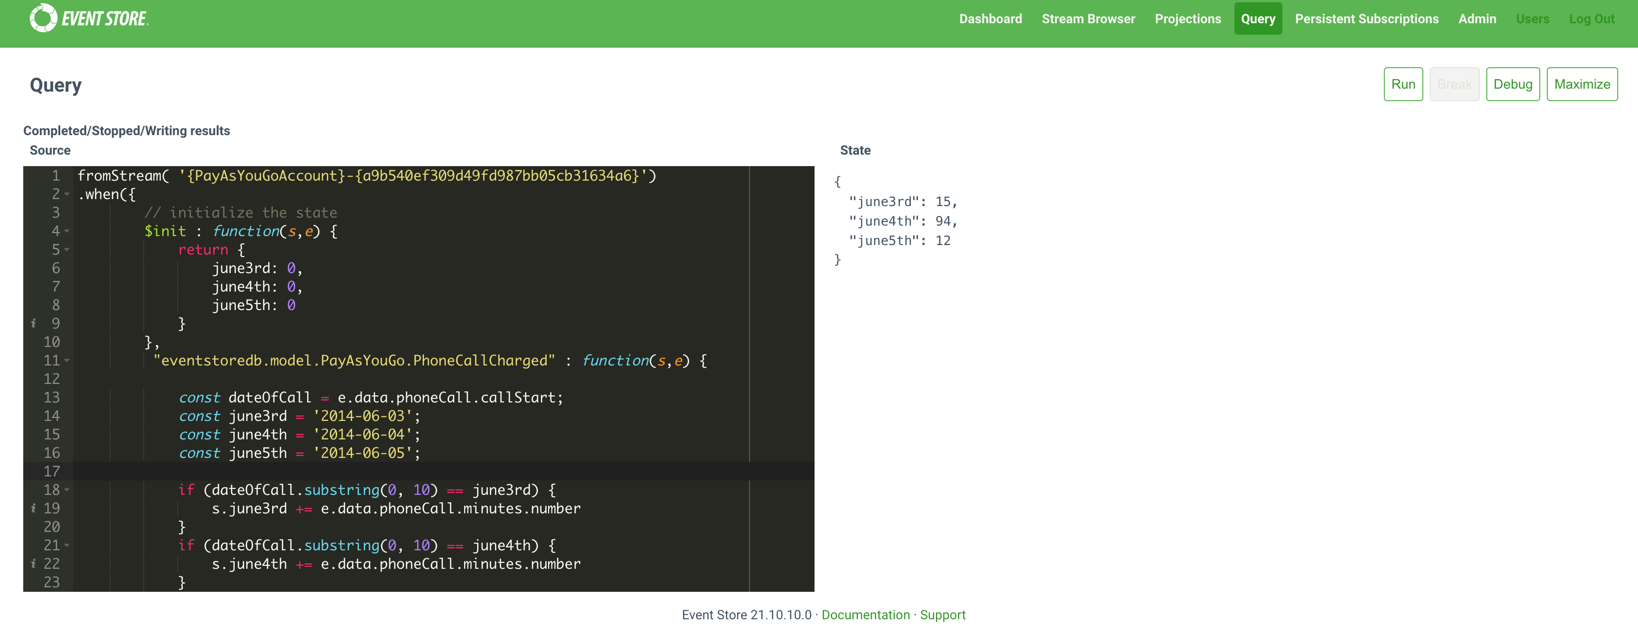 EVENT STORE
Dashboard Stream Browser Projections Query Persistent Subscriptions Admin Users Log Out
Query
Run Break Debug Maximize
Completed/Stopped/Writing results
Source
State
1 fromStream( '{PayAsYouGoAccount}-{a9b540ef309d49fd987bb05cb31634a6}')
2 .when({
3 // initialize the state
4 $init : function(s,e) {
5 return {
6 june3rd: 0,
7 june4th: 0,
8 june5th: 0
i 9 }
10 },
11 "eventstoredb.model.PayAsYouGo.PhoneCallCharged" : function(s,e) {
12
13 const dateOfCall = e.data.phoneCall.callStart;
14 const june3rd = '2014-06-03';
15 const june4th = '2014-06-04';
16 const june5th = '2014-06-05';
17
18 if (dateOfCall.substring(0, 10) == june3rd) {
i 19 s.june3rd += e.data.phoneCall.minutes.number
20 }
21 if (dateOfCall.substring(0, 10) == june4th) {
i 22 s.june4th += e.data.phoneCall.minutes.number
23 }
{
"june3rd": 15,
"june4th": 94,
"june5th": 12
}
Event Store 21.10.10.0 · Documentation · Support